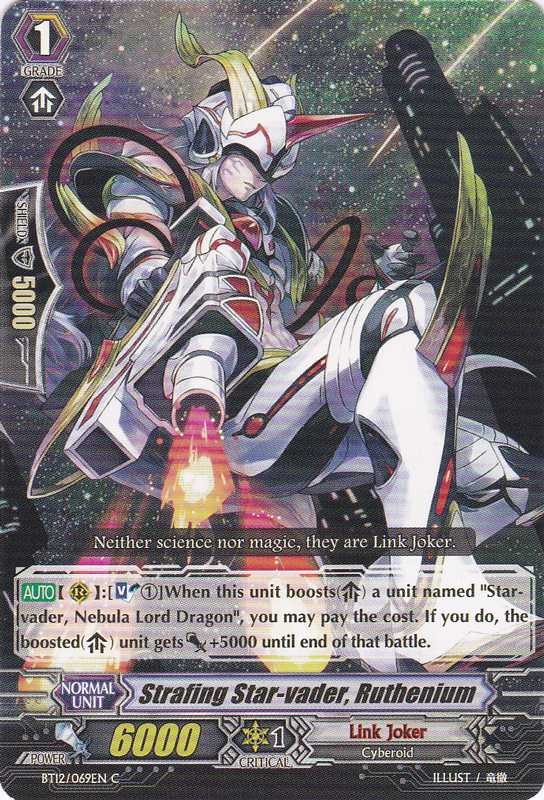 1
GRADE
SHIELD
5000
Neither science nor magic, they are Link Joker.
AUTO【R】:[V ①]When this unit boosts( ) a unit named "Star-
vader, Nebula Lord Dragon", you may pay the cost. If you do, the
boosted( ) unit gets +5000 until end of that battle.
NORMAL
UNIT
Strafing Star-vader, Ruthenium
POWER
6000
1
CRITICAL
Link Joker
Cyberoid
BT12/069EN C
ILLUST / 竜徹